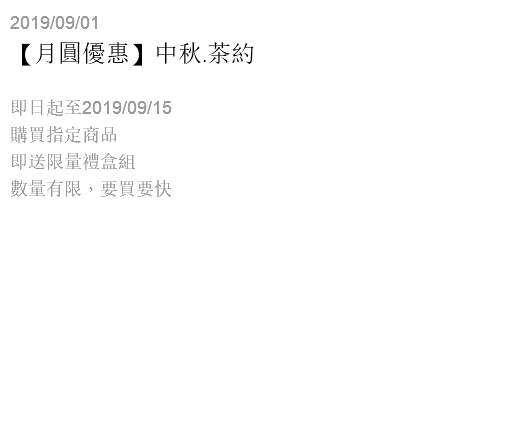 2019/09/01
【月圓優惠】中秋.茶約
即日起至2019/09/15
購買指定商品
即送限量禮盒組
數量有限，要買要快